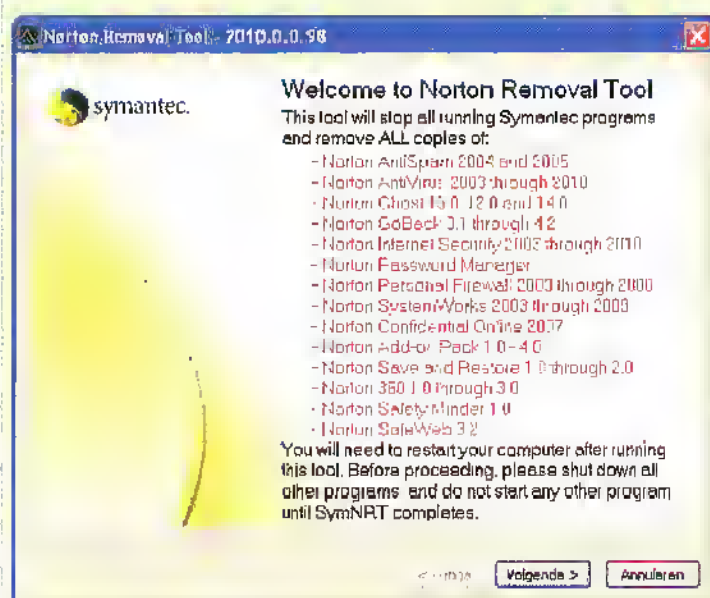 Norton Removal Tool - 2010.0.0.98
symantec.
Welcome to Norton Removal Tool
This tool will stop all running Symantec programs
and remove ALL copies of:
- Norton AntiSpam 2004 and 2005
- Norton AntiVirus 2003 through 2010
- Norton Ghost 12.0 and 14.0
- Norton GoBack 3.1 through 4.2
- Norton Internet Security 2003 through 2010
- Norton Password Manager
- Norton Personal Firewall 2003 through
- Norton SystemWorks 2003 through 2009
- Norton Confidential Online 2007
- Norton Add-on Pack 1.0 - 4.0
- Norton Save and Restore 1.0 through 2.0
- Norton 360 1.0 through 3.0
- Norton Safety Minder 1.0
- Norton SafeWeb 3.2
You will need to restart your computer after running
this tool. Before proceeding, please shut down all
other programs and do not start any other program
until SymNRT completes.
Volgende >
Annuleren